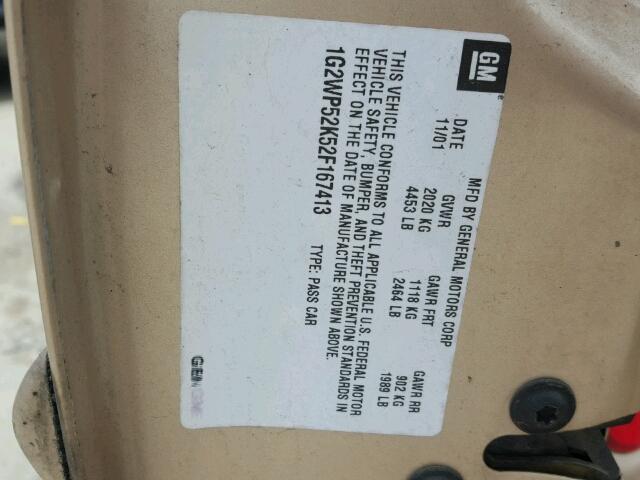 GM
MFD BY GENERAL MOTORS CORP
DATE GVWR GAWR FRT GAWR RR
11/01 2020 KG 1118 KG 902 KG
4453 LB 2464 LB 1989 LB
THIS VEHICLE CONFORMS TO ALL APPLICABLE U.S. FEDERAL MOTOR
VEHICLE SAFETY, BUMPER, AND THEFT PREVENTION STANDARDS IN
EFFECT ON THE DATE OF MANUFACTURE SHOWN ABOVE.
1G2WP52K52F167413 TYPE: PASS CAR